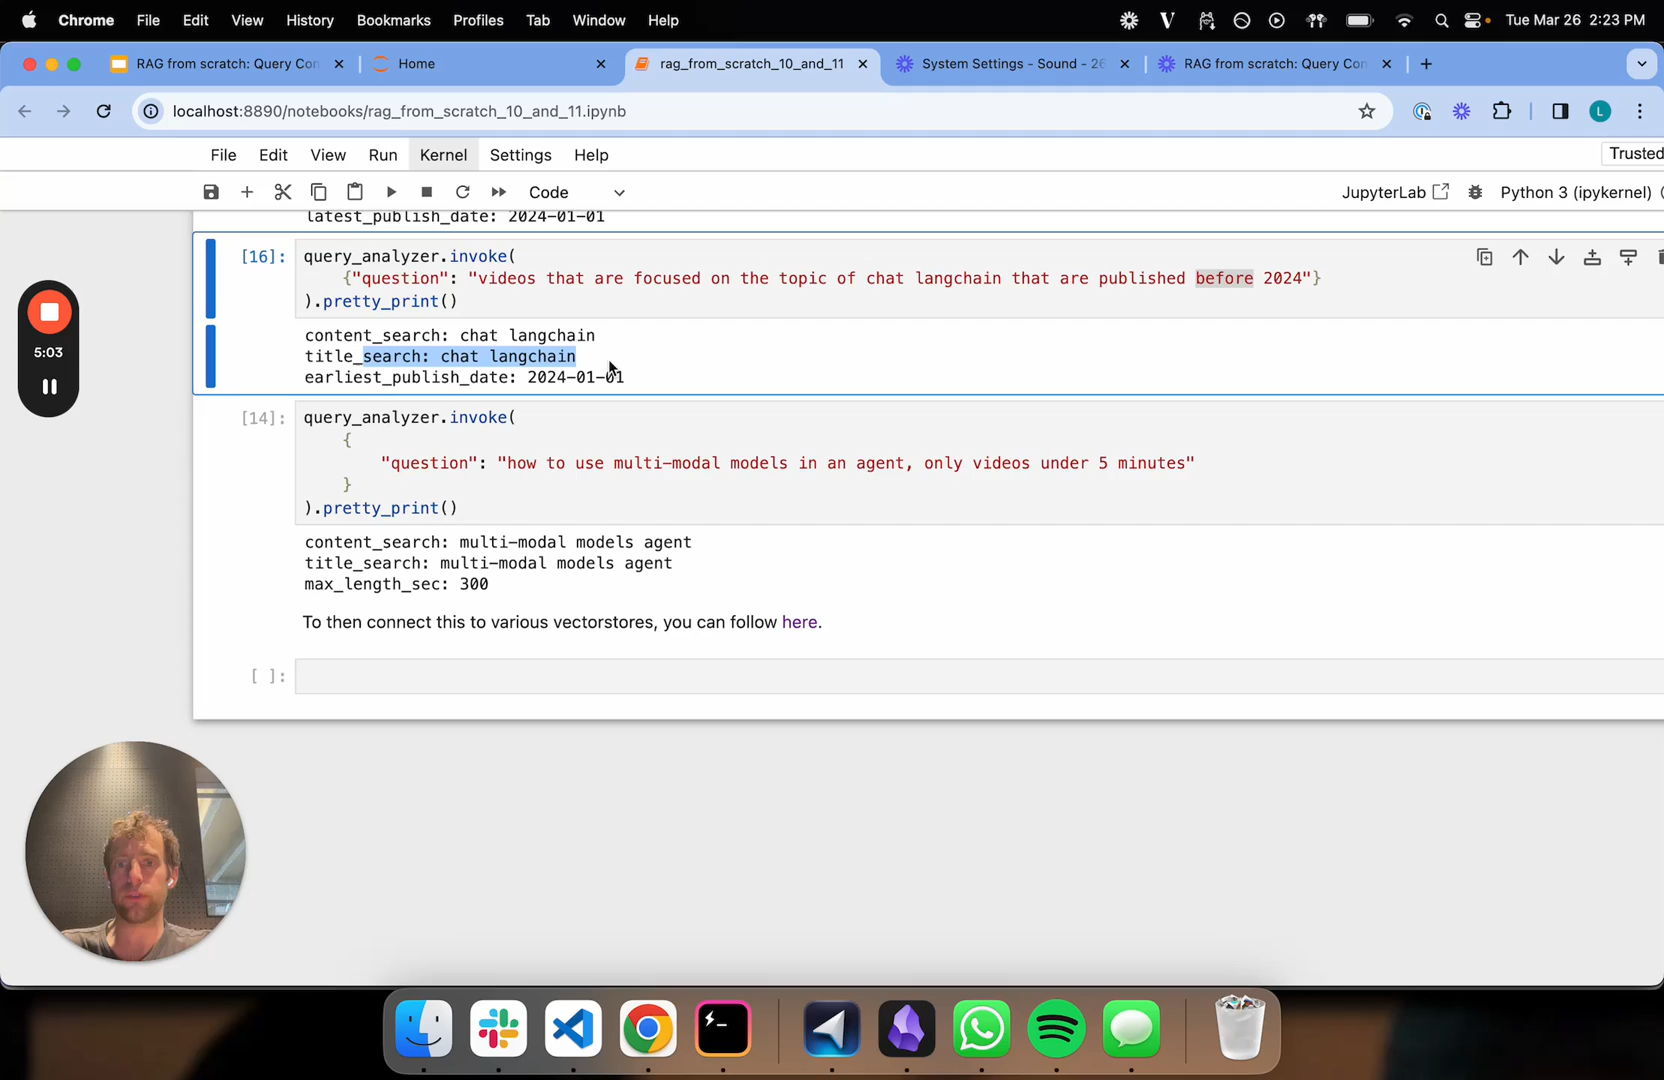 Chrome File Edit View History Bookmarks Profiles Tab Window Help V Tue Mar 26 2:23 PM
RAG from scratch: Query Con Home rag_from_scratch_10_and_11 System Settings - Sound - 26 RAG from scratch: Query Con
localhost:8890/notebooks/rag_from_scratch_10_and_11.ipynb L
File Edit View Run Kernel Settings Help Trusted
Code JupyterLab Python 3 (ipykernel)
latest_publish_date: 2024-01-01
[16]: query_analyzer.invoke(
{"question": "videos that are focused on the topic of chat langchain that are published before 2024"}
).pretty_print()
content_search: chat langchain
title_search: chat langchain
earliest_publish_date: 2024-01-01
5:03
[14]: query_analyzer.invoke(
{
"question": "how to use multi-modal models in an agent, only videos under 5 minutes"
}
).pretty_print()
content_search: multi-modal models agent
title_search: multi-modal models agent
max_length_sec: 300
To then connect this to various vectorstores, you can follow here.
[ ]: